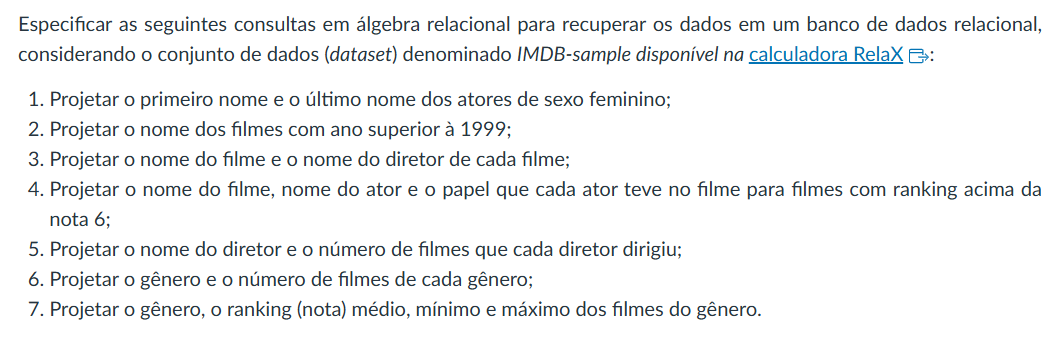 Especificar as seguintes consultas em álgebra relacional para recuperar os dados em um banco de dados relacional,
considerando o conjunto de dados (dataset) denominado IMDB-sample disponível na calculadora RelaX:
1. Projetar o primeiro nome e o último nome dos atores de sexo feminino;
2. Projetar o nome dos filmes com ano superior à 1999;
3. Projetar o nome do filme e o nome do diretor de cada filme;
4. Projetar o nome do filme, nome do ator e o papel que cada ator teve no filme para filmes com ranking acima da
nota 6;
5. Projetar o nome do diretor e o número de filmes que cada diretor dirigiu;
6. Projetar o gênero e o número de filmes de cada gênero;
7. Projetar o gênero, o ranking (nota) médio, mínimo e máximo dos filmes do gênero.